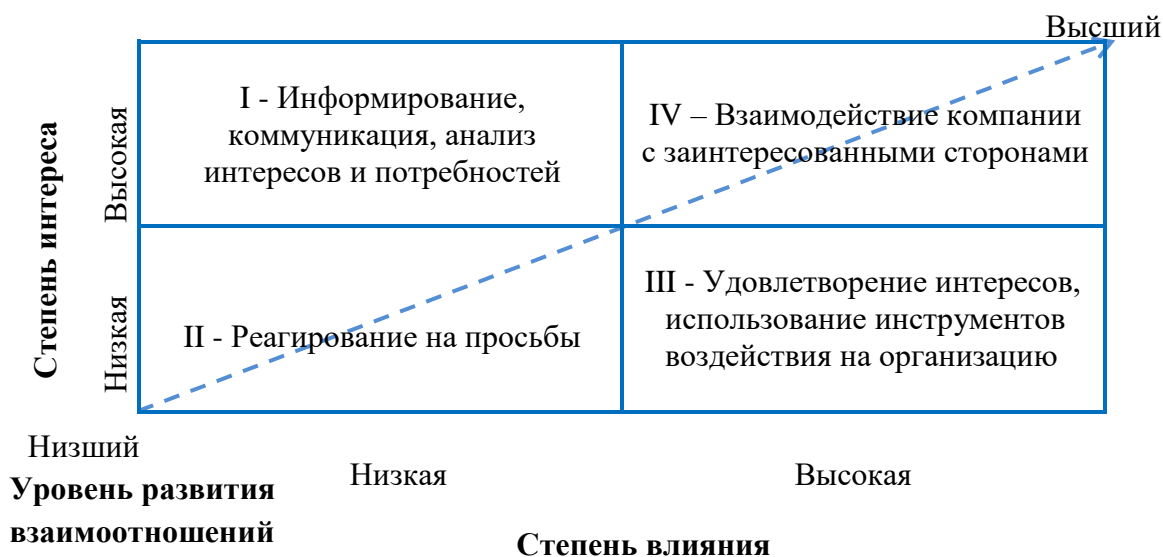 Высший
I - Информирование,
коммуникация, анализ
интересов и потребностей
IV – Взаимодействие компании
с заинтересованными сторонами
Степень интереса
Высокая
Низкая
II - Реагирование на просьбы
III - Удовлетворение интересов,
использование инструментов
воздействия на организацию
Низший
Уровень развития
взаимоотношений
Низкая
Высокая
Степень влияния